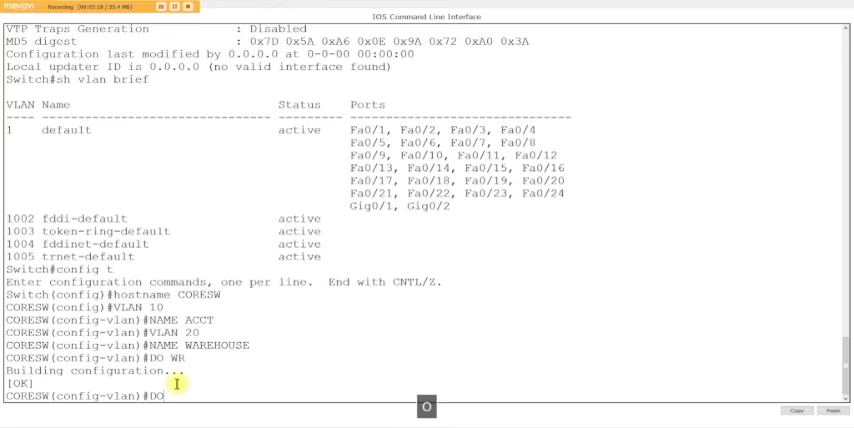 movavi Recording [00:03:18 / 55.4 MB]
IOS Command Line Interface
VTP Traps Generation : Disabled
MD5 digest : 0x7D 0x5A 0xA6 0x0E 0x9A 0x72 0xA0 0x3A
Configuration last modified by 0.0.0.0 at 0-0-00 00:00:00
Local updater ID is 0.0.0.0 (no valid interface found)
Switch#sh vlan brief
VLAN Name Status Ports
---- -------------------------------- --------- -------------------------------
1 default active Fa0/1, Fa0/2, Fa0/3, Fa0/4
Fa0/5, Fa0/6, Fa0/7, Fa0/8
Fa0/9, Fa0/10, Fa0/11, Fa0/12
Fa0/13, Fa0/14, Fa0/15, Fa0/16
Fa0/17, Fa0/18, Fa0/19, Fa0/20
Fa0/21, Fa0/22, Fa0/23, Fa0/24
Gig0/1, Gig0/2
1002 fddi-default active
1003 token-ring-default active
1004 fddinet-default active
1005 trnet-default active
Switch#config t
Enter configuration commands, one per line. End with CNTL/Z.
Switch(config)#hostname CORESW
CORESW(config)#VLAN 10
CORESW(config-vlan)#NAME ACCT
CORESW(config-vlan)#VLAN 20
CORESW(config-vlan)#NAME WAREHOUSE
CORESW(config-vlan)#DO WR
Building configuration...
[OK]
CORESW(config-vlan)#DO
O
Copy Paste